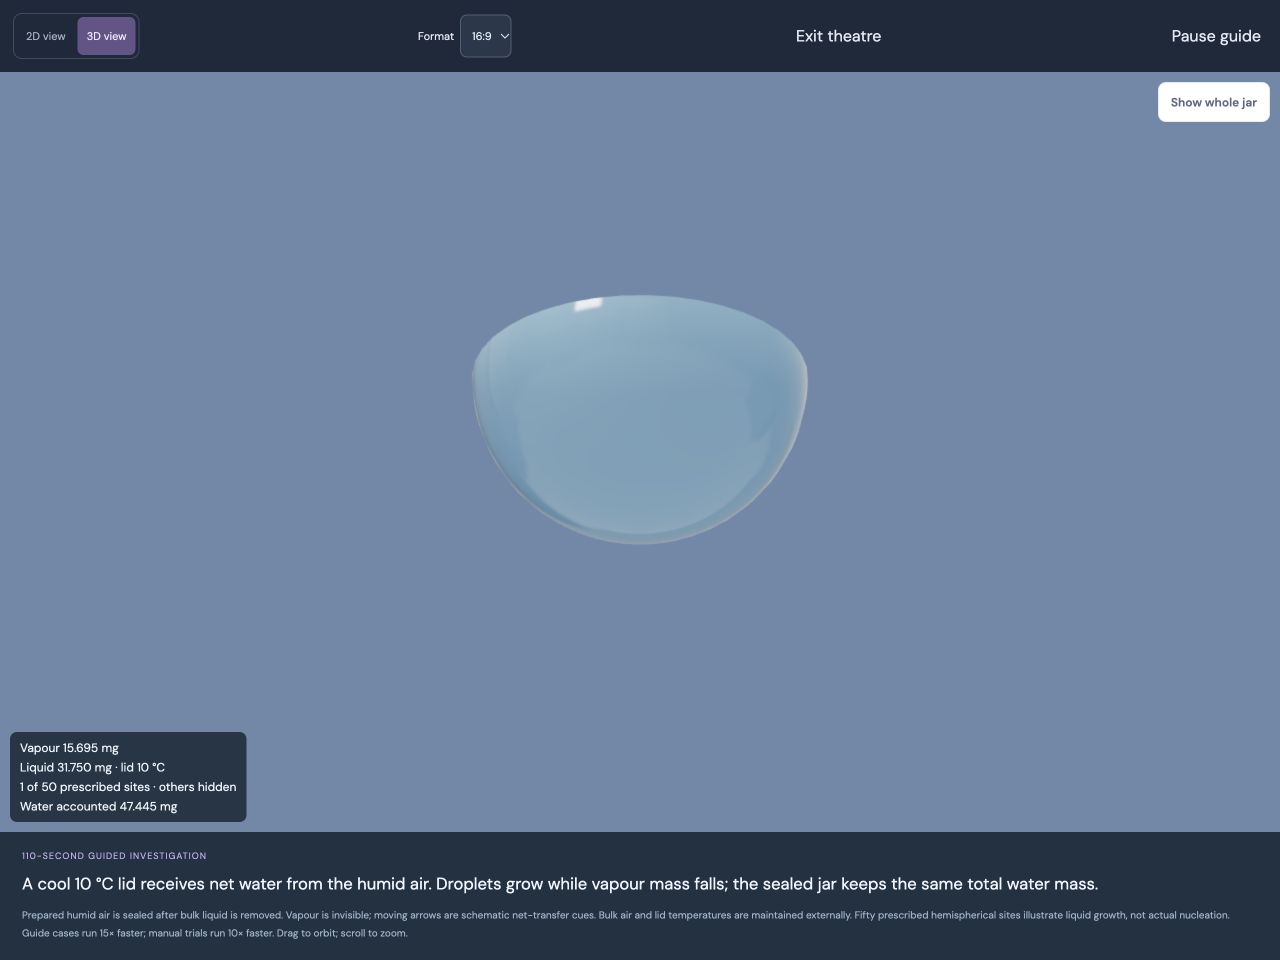 2D view
3D view
Format
16:9
Exit theatre
Pause guide
Show whole jar
Vapour 15.695 mg
Liquid 31.750 mg · lid 10 °C
1 of 50 prescribed sites · others hidden
Water accounted 47.445 mg
110-SECOND GUIDED INVESTIGATION
A cool 10 °C lid receives net water from the humid air. Droplets grow while vapour mass falls; the sealed jar keeps the same total water mass.
Prepared humid air is sealed after bulk liquid is removed. Vapour is invisible; moving arrows are schematic net-transfer cues. Bulk air and lid temperatures are maintained externally. Fifty prescribed hemispherical sites illustrate liquid growth, not actual nucleation.
Guide cases run 15× faster; manual trials run 10× faster. Drag to orbit; scroll to zoom.